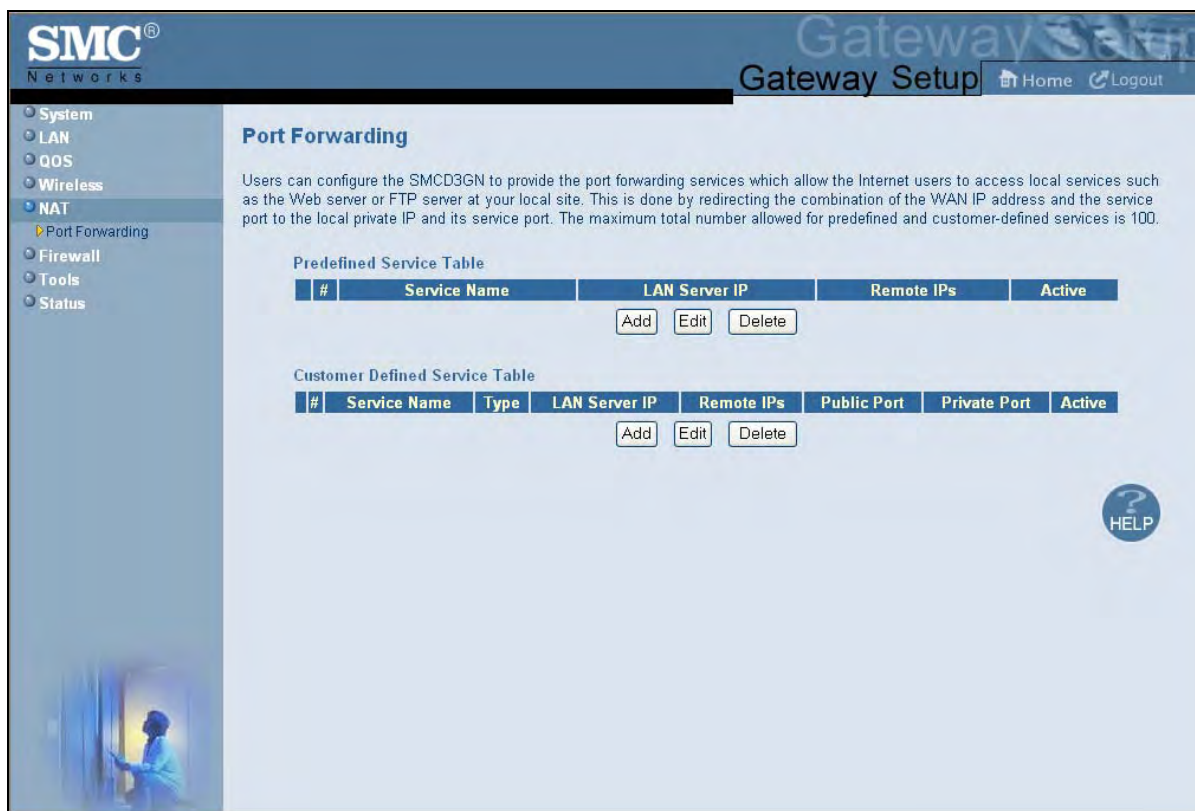 SMC®
Networks
Gateway Setup
Gateway Setup
Home
Logout
System
LAN
QOS
Wireless
NAT
Port Forwarding
Firewall
Tools
Status
Port Forwarding
Users can configure the SMCD3GN to provide the port forwarding services which allow the Internet users to access local services such
as the Web server or FTP server at your local site. This is done by redirecting the combination of the WAN IP address and the service
port to the local private IP and its service port. The maximum total number allowed for predefined and customer-defined services is 100.
Predefined Service Table
# Service Name LAN Server IP Remote IPs Active
Add Edit Delete
Customer Defined Service Table
# Service Name Type LAN Server IP Remote IPs Public Port Private Port Active
Add Edit Delete
?
HELP